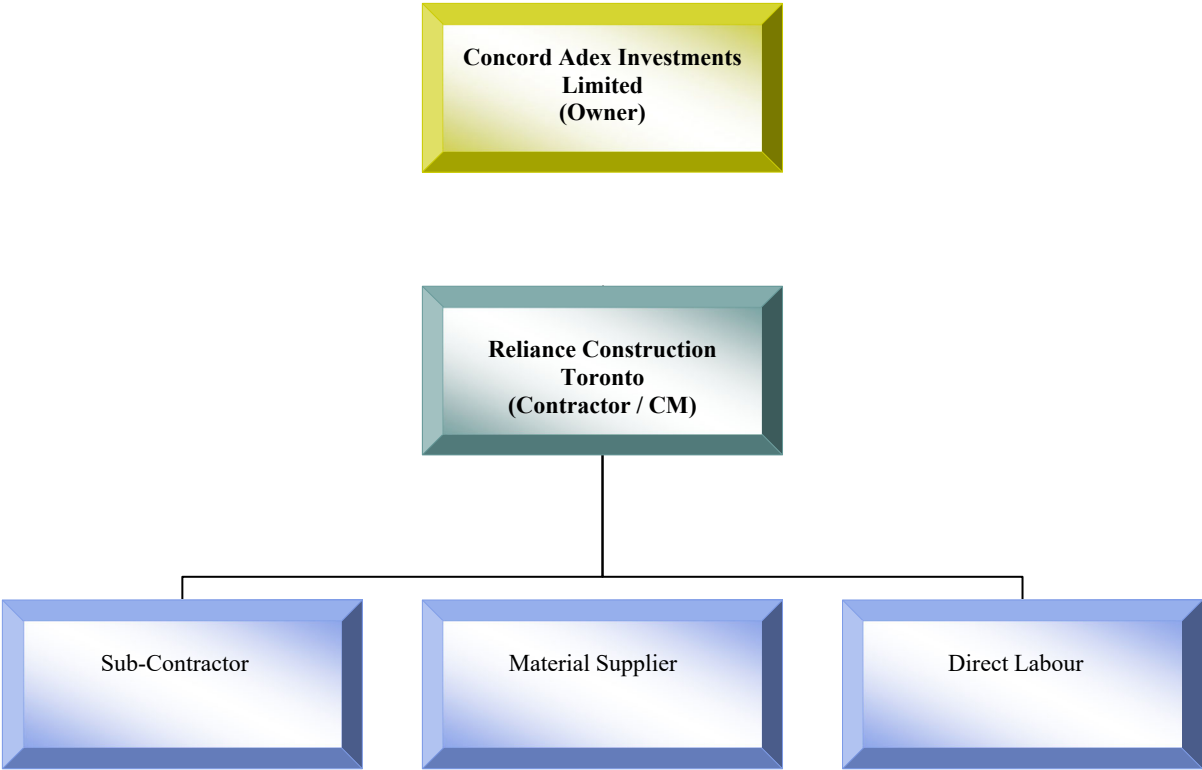 Concord Adex Investments
Limited
(Owner)
Reliance Construction
Toronto
(Contractor / CM)
Sub-Contractor
Material Supplier
Direct Labour